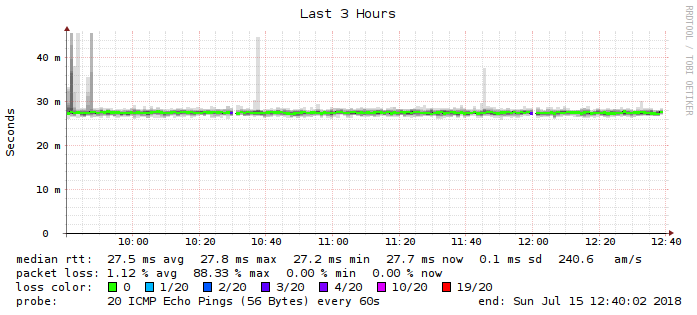 Last 3 Hours
RRDTOOL / TOBI OETIKER
Seconds
40 m
30 m
20 m
10 m
0
10:00 10:20 10:40 11:00 11:20 11:40 12:00 12:20 12:40
median rtt: 27.5 ms avg 27.8 ms max 27.2 ms min 27.7 ms now 0.1 ms sd 240.6 am/s
packet loss: 1.12 % avg 88.33 % max 0.00 % min 0.00 % now
loss color: 0 1/20 2/20 3/20 4/20 10/20 19/20
probe: 20 ICMP Echo Pings (56 Bytes) every 60s end: Sun Jul 15 12:40:02 2018